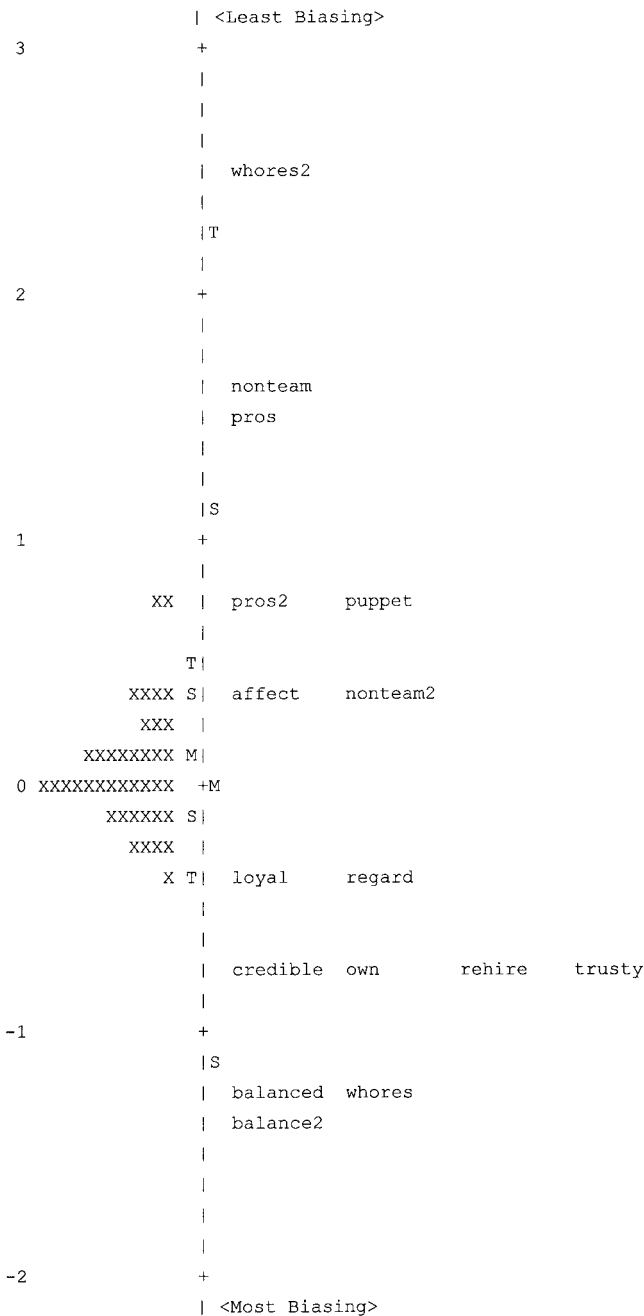 | <Least Biasing>
3 +
|
|
|
| whores2
|
|T
|
2 +
|
|
| nonteam
| pros
|
|
|S
1 +
|
XX | pros2 puppet
|
T|
XXXX S| affect nonteam2
XXX |
XXXXXXXX M|
0 XXXXXXXXXXXX +M
XXXXXX S|
XXXX |
X T| loyal regard
|
|
| credible own rehire trusty
|
-1 +
|S
| balanced whores
| balance2
|
|
|
|
-2 +
| <Most Biasing>